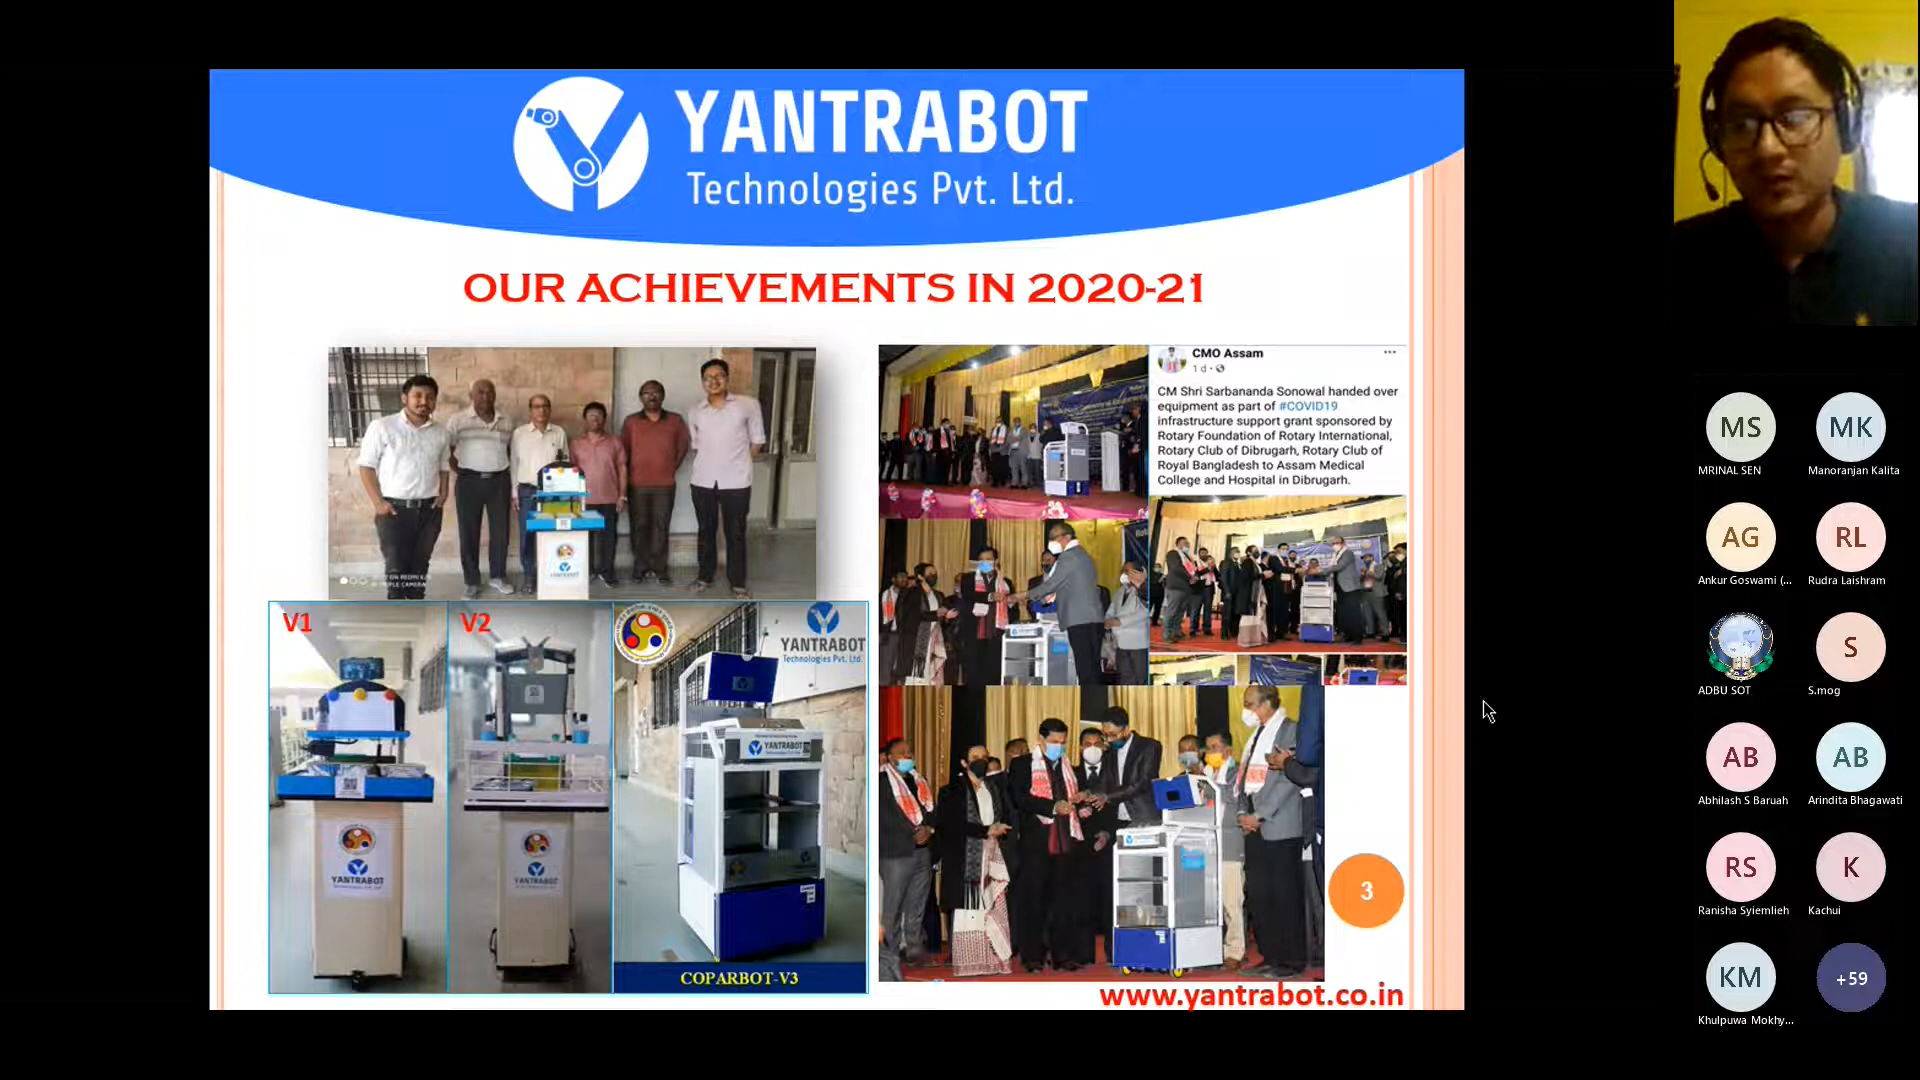 YANTRABOT
Technologies Pvt. Ltd.
OUR ACHIEVEMENTS IN 2020-21
CMO Assam
1 d
CM Shri Sarbananda Sonowal handed over
equipment as part of #COVID19
infrastructure support grant sponsored by
Rotary Foundation of Rotary International,
Rotary Club of Dibrugarh, Rotary Club of
Royal Bangladesh to Assam Medical
College and Hospital in Dibrugarh.
V1
V2
YANTRABOT
Technologies Pvt. Ltd.
YANTRABOT
YANTRABOT
YANTRABOT
COPARBOT-V3
3
www.yantrabot.co.in
MS
MRINAL SEN
MK
Manoranjan Kalita
AG
Ankur Goswami (...
RL
Rudra Laishram
ADBU SOT
S
S.mog
AB
Abhilash S Baruah
AB
Arindita Bhagawati
RS
Ranisha Syiemlieh
K
Kachui
KM
Khulpuwa Mokhy...
+59